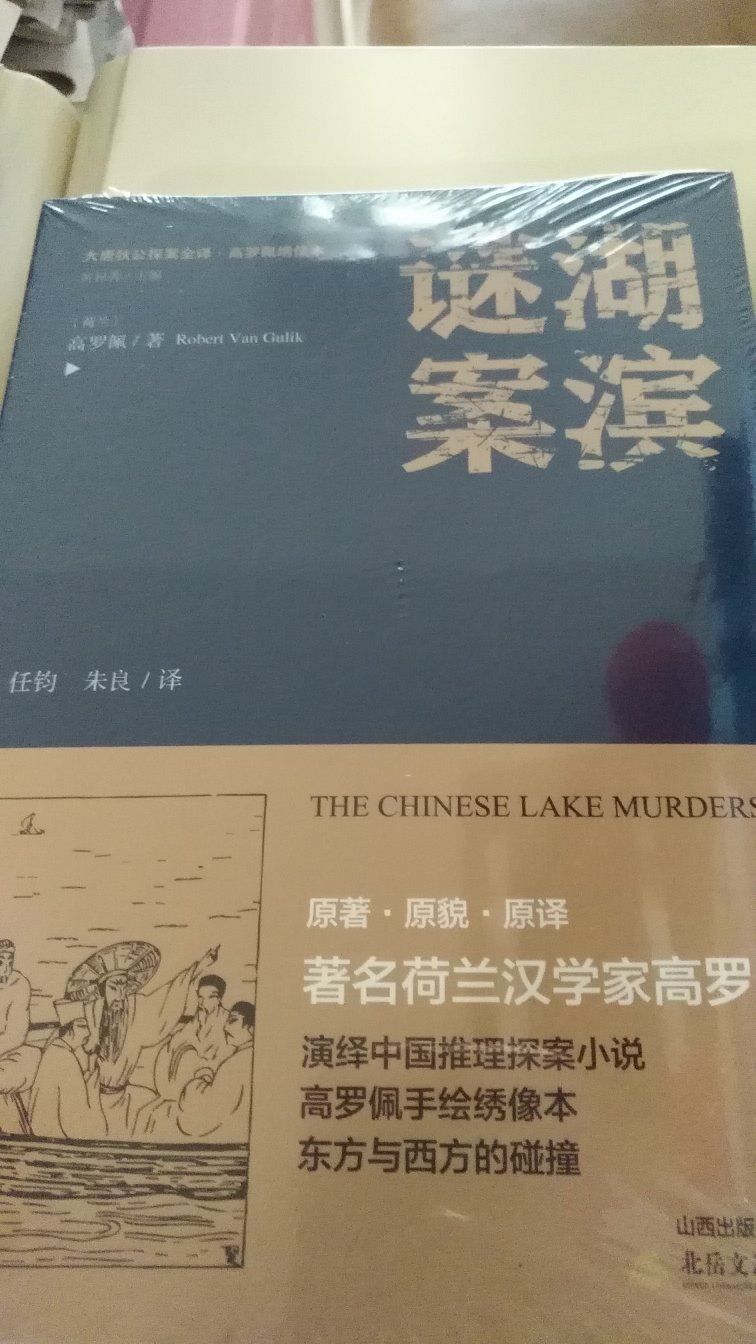 湖滨
谜案
大唐狄公探案全译·高罗佩绣像本
［荷兰］
高罗佩/著 Robert Van Gulik
任钧 朱良/译
THE CHINESE LAKE MURDERS
原著·原貌·原译
著名荷兰汉学家高罗
演绎中国推理探案小说
高罗佩手绘绣像本
东方与西方的碰撞
山西出版
北岳文